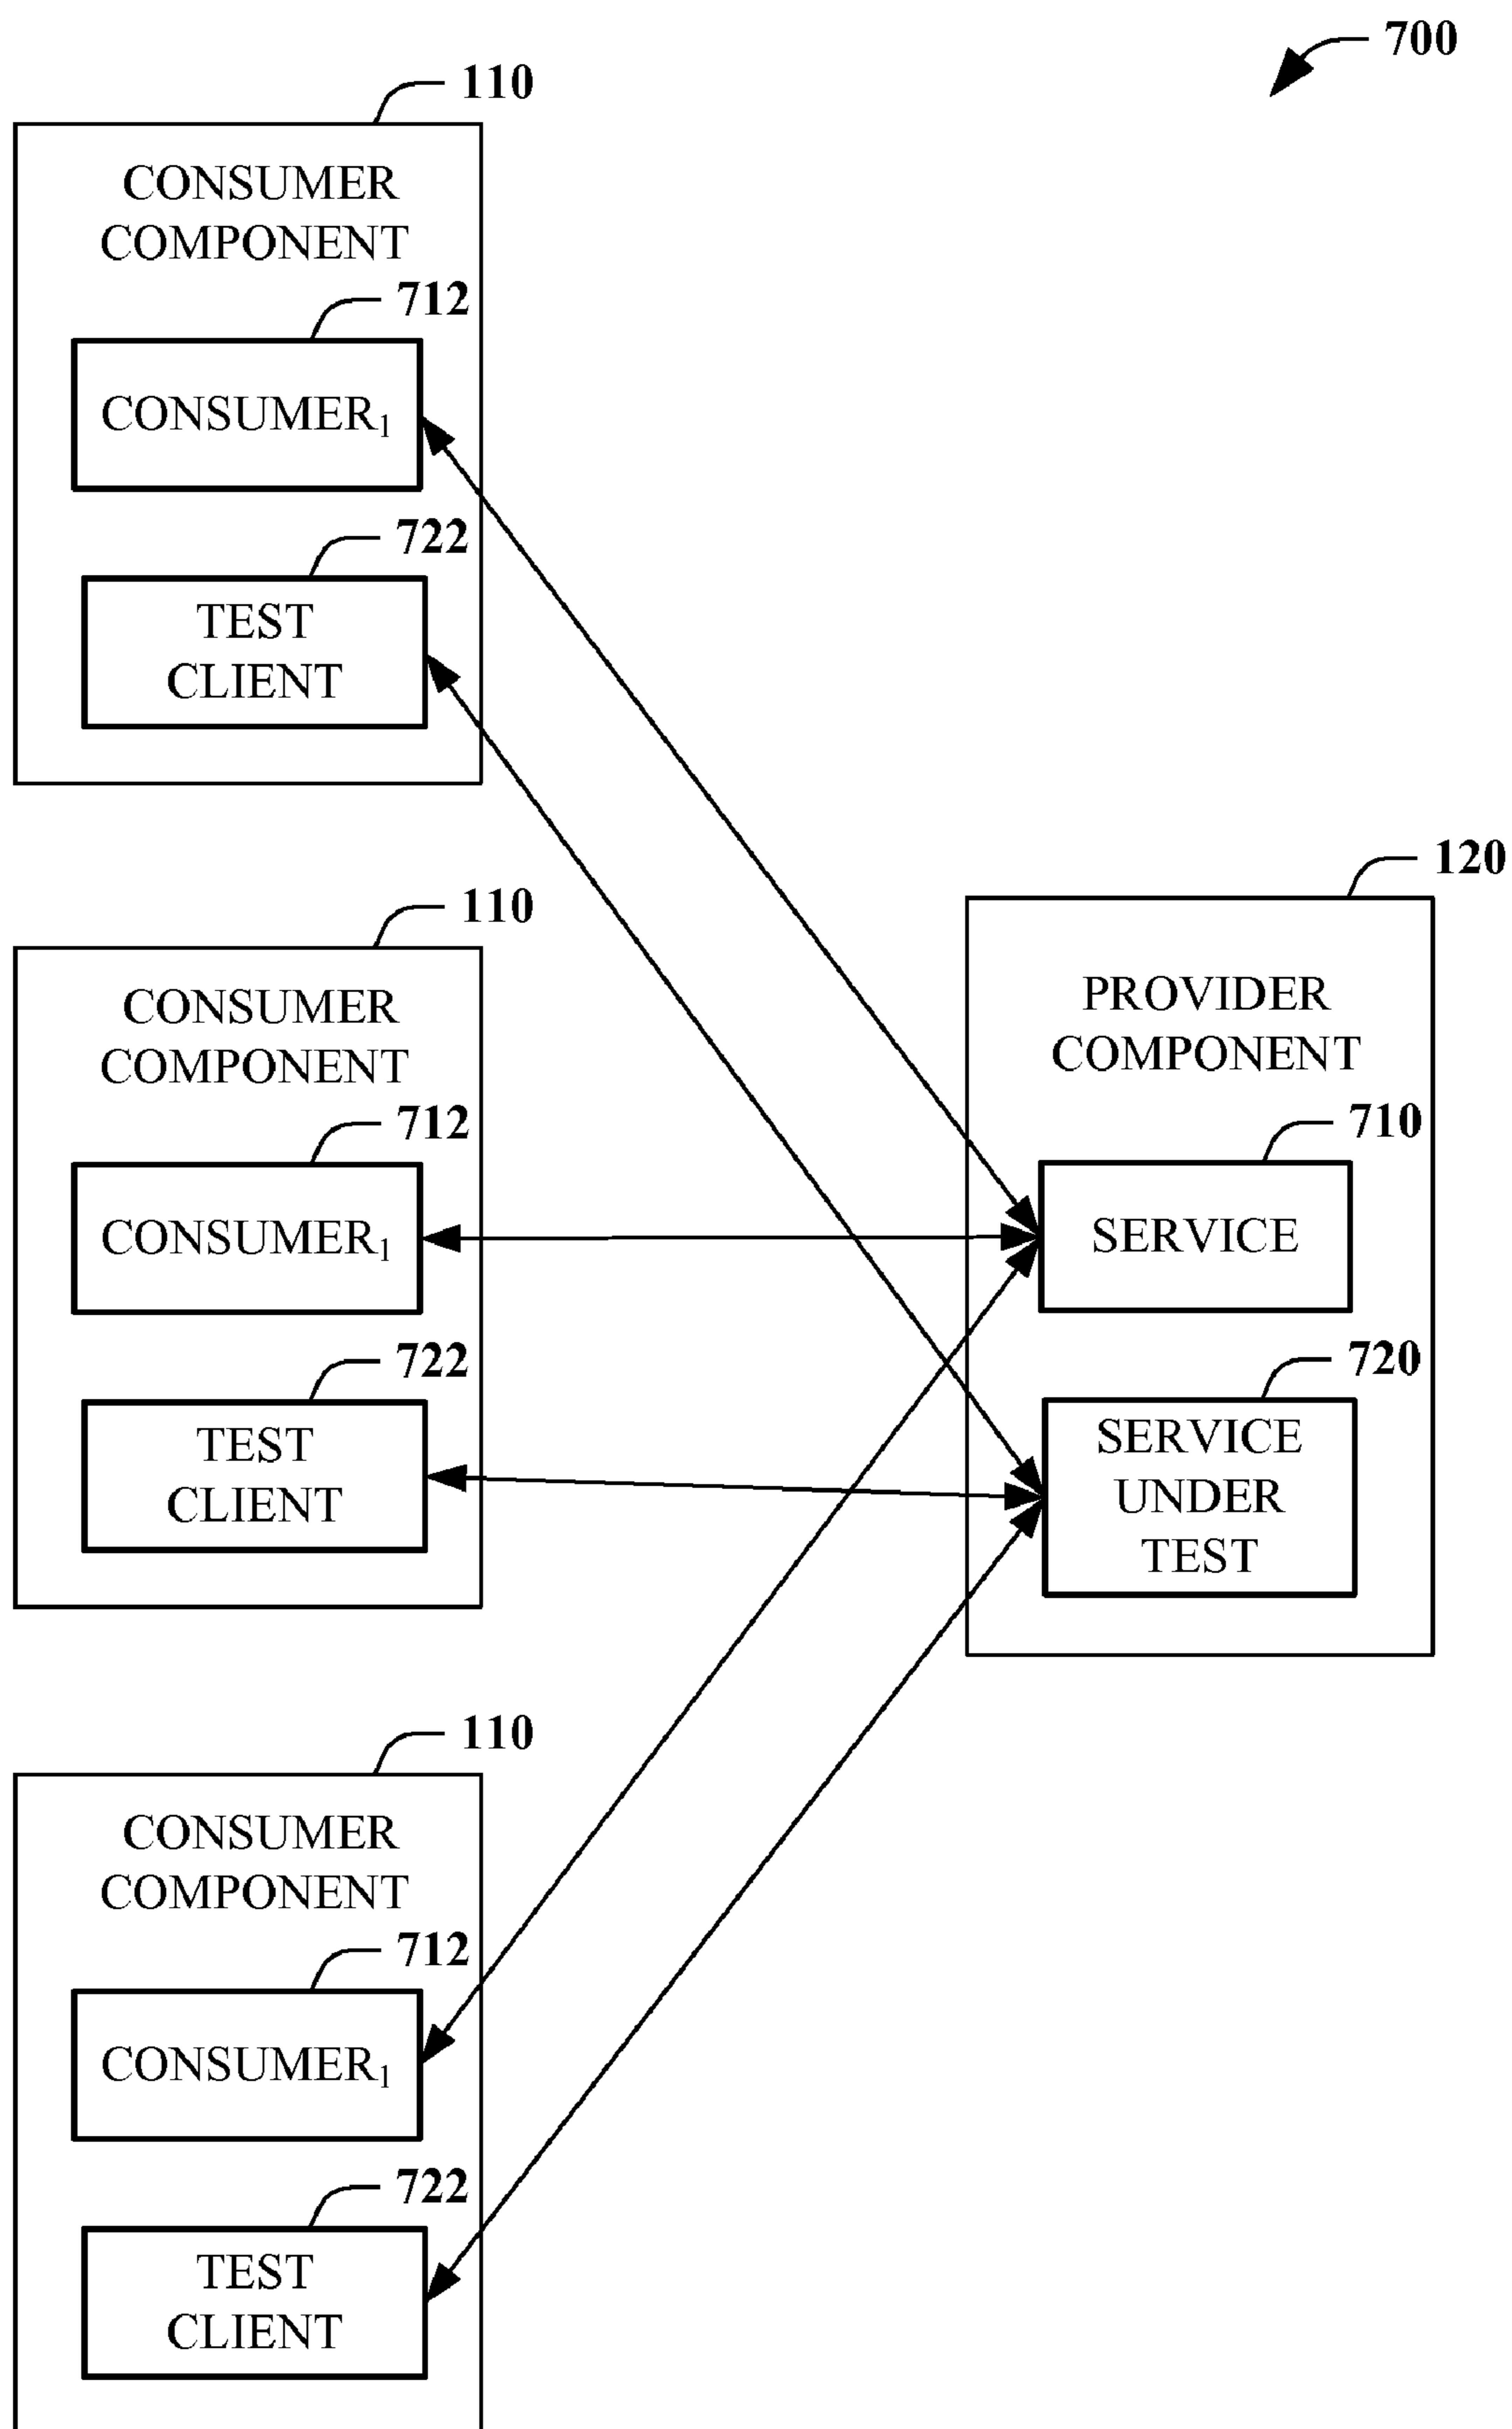 700
110
CONSUMER
COMPONENT
712
CONSUMER₁
722
TEST
CLIENT
110
CONSUMER
COMPONENT
712
CONSUMER₁
722
TEST
CLIENT
120
PROVIDER
COMPONENT
710
SERVICE
720
SERVICE
UNDER
TEST
110
CONSUMER
COMPONENT
712
CONSUMER₁
722
TEST
CLIENT